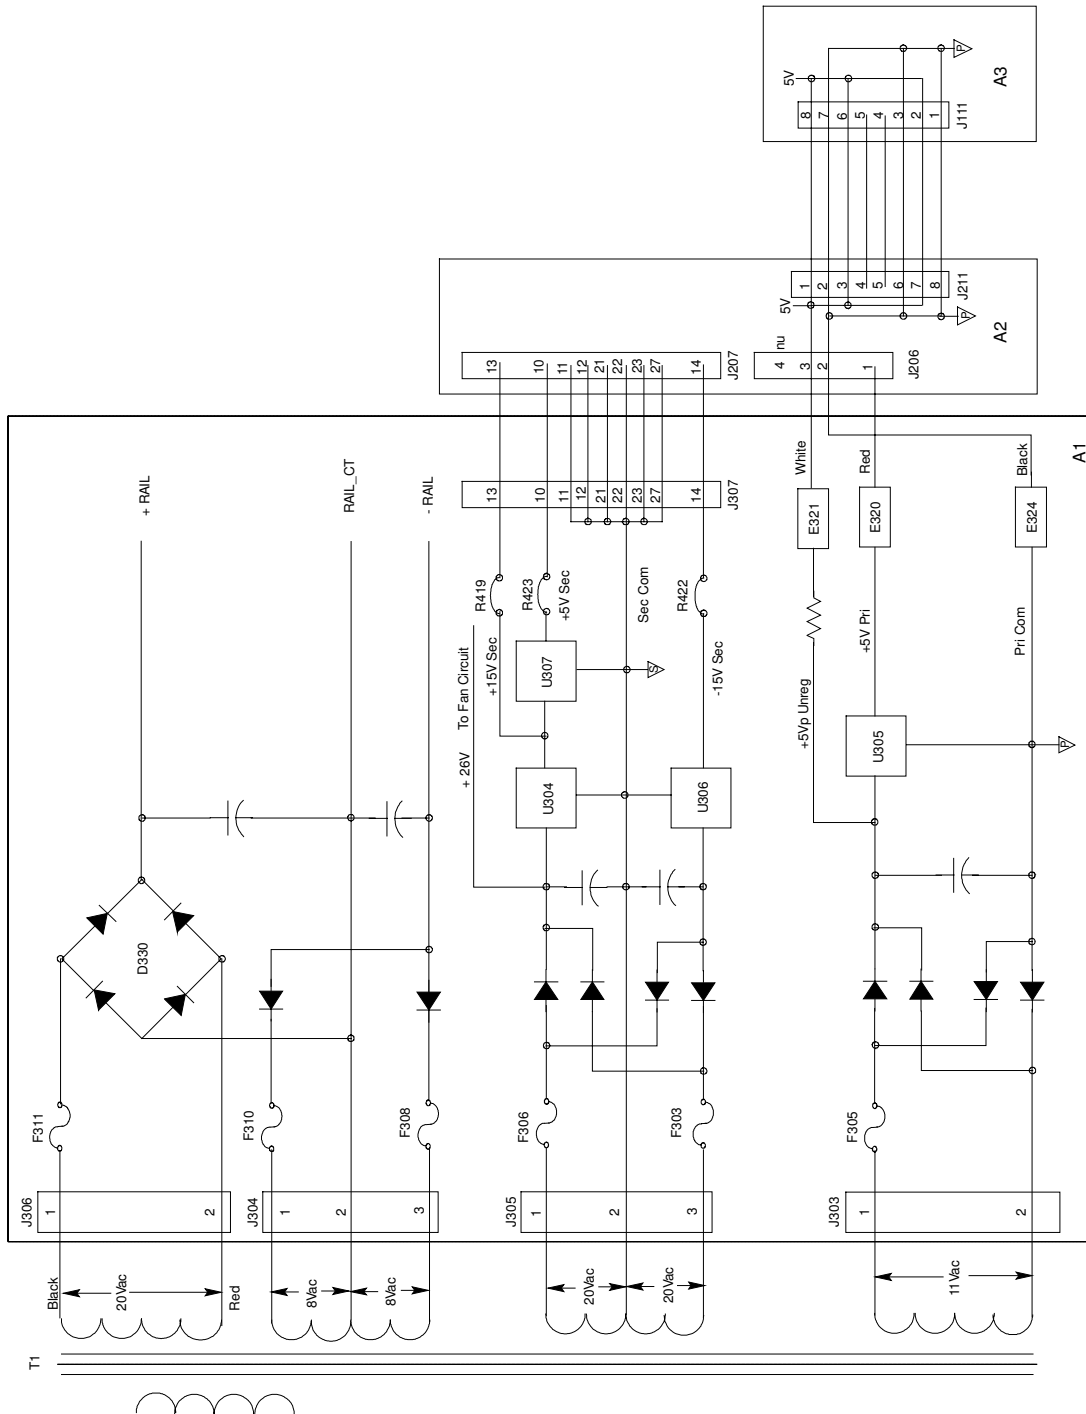 T1
Black
20Vac
Red
8Vac
8Vac
20Vac
20Vac
11Vac
J306
1
2
J304
1
2
3
J305
1
2
3
J303
1
2
F311
F310
F308
F306
F303
F305
D330
+ RAIL
RAIL_CT
- RAIL
+ 26V
To Fan Circuit
U304
U307
U306
U305
+15V Sec
R419
R423
+5V Sec
Sec Com
S
-15V Sec
R422
+5Vp Unreg
+5V Pri
Pri Com
P
E321
E320
E324
White
Red
Black
A1
J307
13
10
11
12
21
22
23
27
14
J207
13
10
11
12
21
22
23
27
14
J206
4
nu
3
2
1
J211
5V
1
2
3
4
5
6
7
8
P
A2
J111
5V
8
7
6
5
4
3
2
1
P
A3